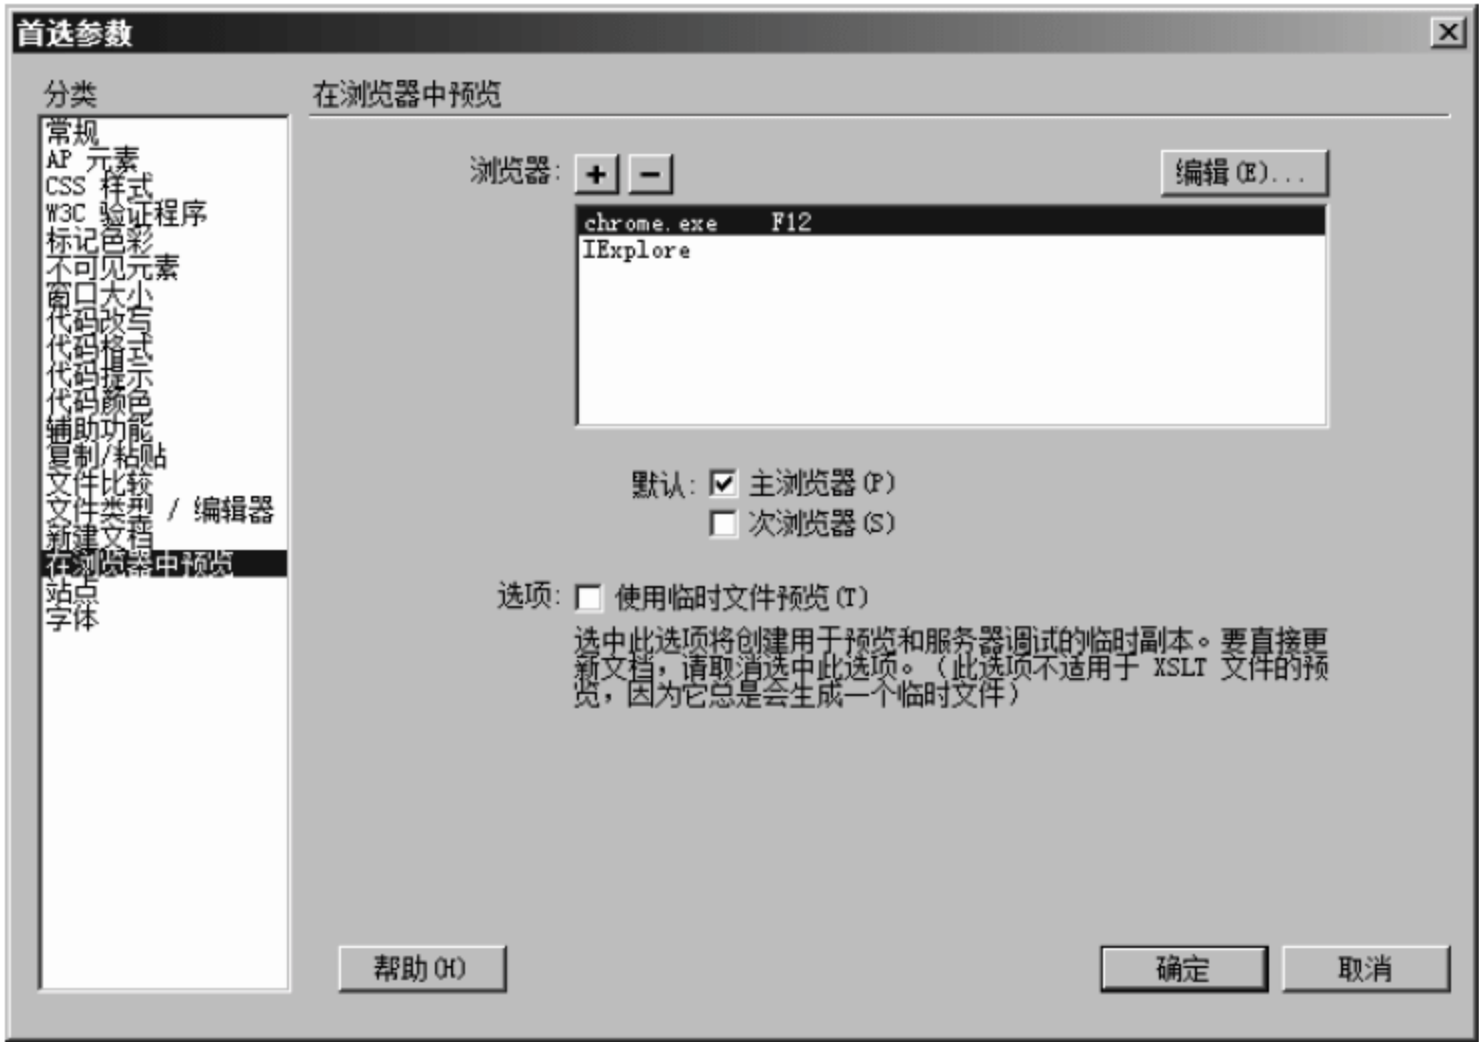 首选参数
分类
常规
AP 元素
CSS 样式
W3C 验证程序
标记色彩
不可见元素
窗口大小
代码改写
代码格式
代码提示
代码颜色
辅助功能
复制/粘贴
文件比较
文件类型 / 编辑器
新建文档
在浏览器中预览
站点
字体
在浏览器中预览
浏览器: + - 编辑(E)...
chrome.exe F12
IExplore
默认: 主浏览器(P)
次浏览器(S)
选项: 使用临时文件预览(T)
选中此选项将创建用于预览和服务器调试的临时副本。要直接更
新文档，请取消选中此选项。（此选项不适用于 XSLT 文件的预
览，因为它总是会生成一个临时文件）
帮助(H) 确定 取消